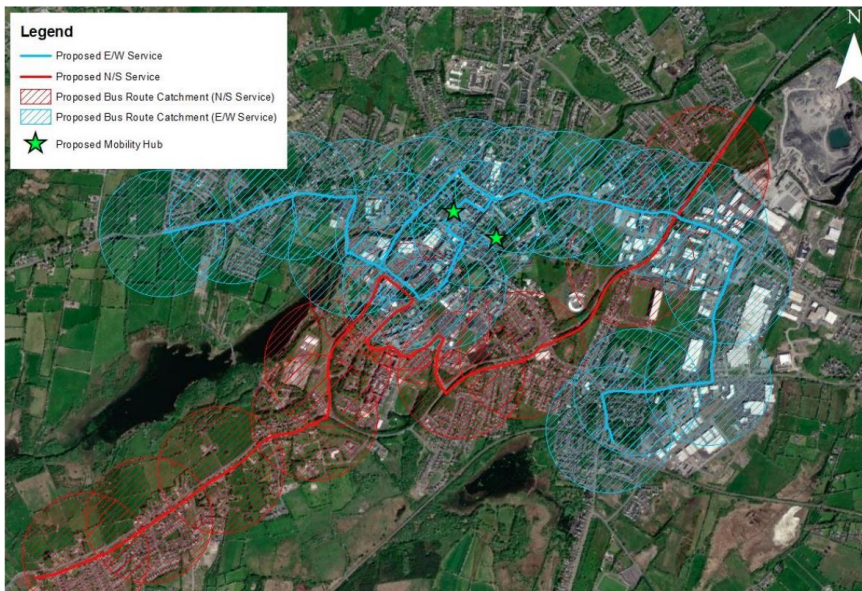 Legend
Proposed E/W Service
Proposed N/S Service
Proposed Bus Route Catchment (N/S Service)
Proposed Bus Route Catchment (E/W Service)
Proposed Mobility Hub
N